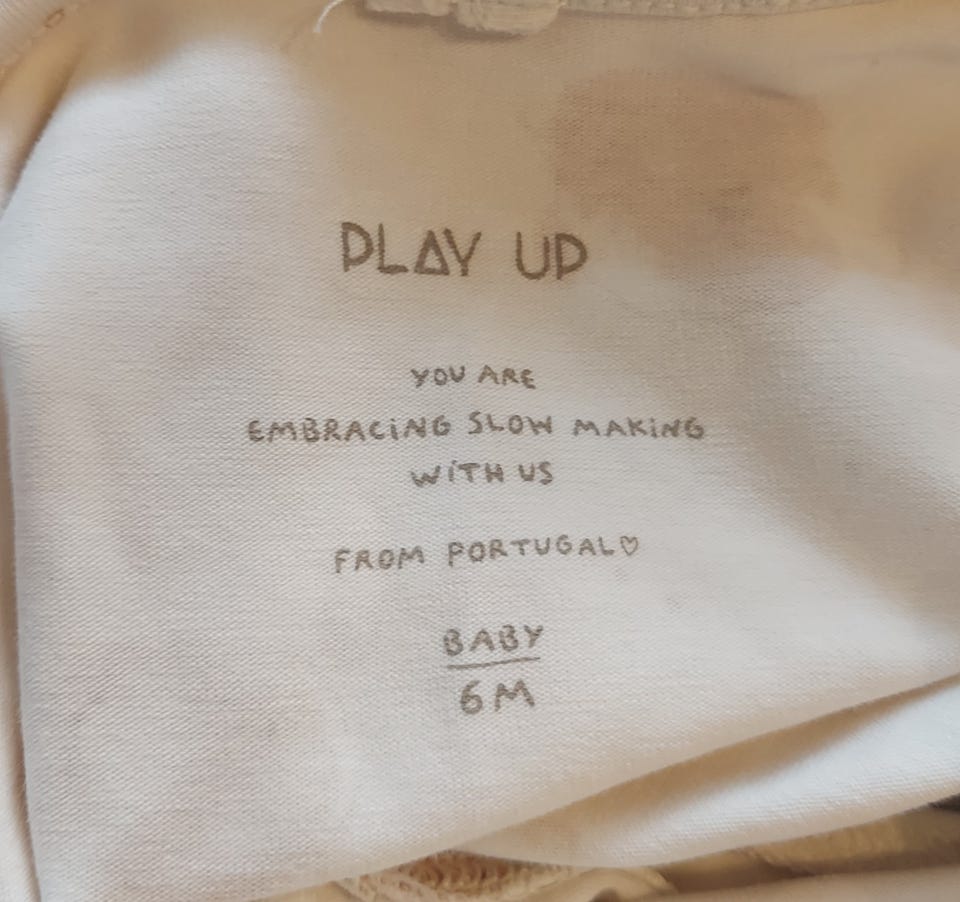 PLAY UP
YOU ARE
EMBRACING SLOW MAKING
WITH US
FROM PORTUGAL♡
BABY
6M